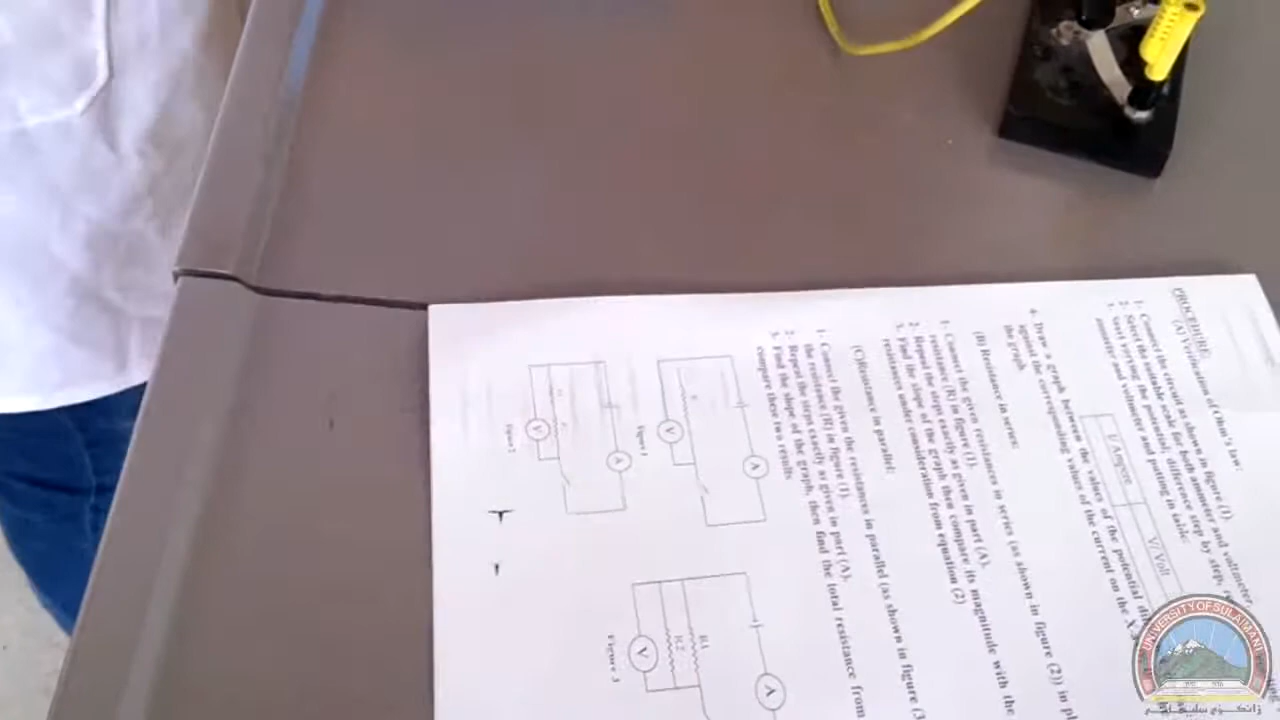 PROCEDURE:
(A) Verification of Ohm's law:
1- Connect the circuit as shown in figure (1).
2- Select the suitable scale for both ammeter and voltmeter
3- Start varying the potential difference step by step,
ammeter and voltmeter and putting in table.
I/ Ampere
V/ Volt
4- Draw a graph between the values of the potential
against the corresponding values of the current on the X
the graph
(B) Resistance in series:
1- Connect the given resistances in series (as shown in figure (2)) in
resistance (R) in figure (1).
2- Repeat the steps exactly as given in part (A).
3. Find the slope of the graph then compare its magnitude with the
resistances under consideration from equation (2)
(C)Resistance in parallel:
1- Connect the given the resistances in parallel (as shown in figure (3
the resistance (R) in figure (1).
2- Repeat the steps exactly as given in part (A).
3. Find the slope of the graph, then find the total resistance from
compare these two results.
A
V
Figure 1
A
V
Figure 2
A
R1
R2
V
Figure 3
UNIVERSITY OF SULAIMANI
زانکۆی سلێمانی